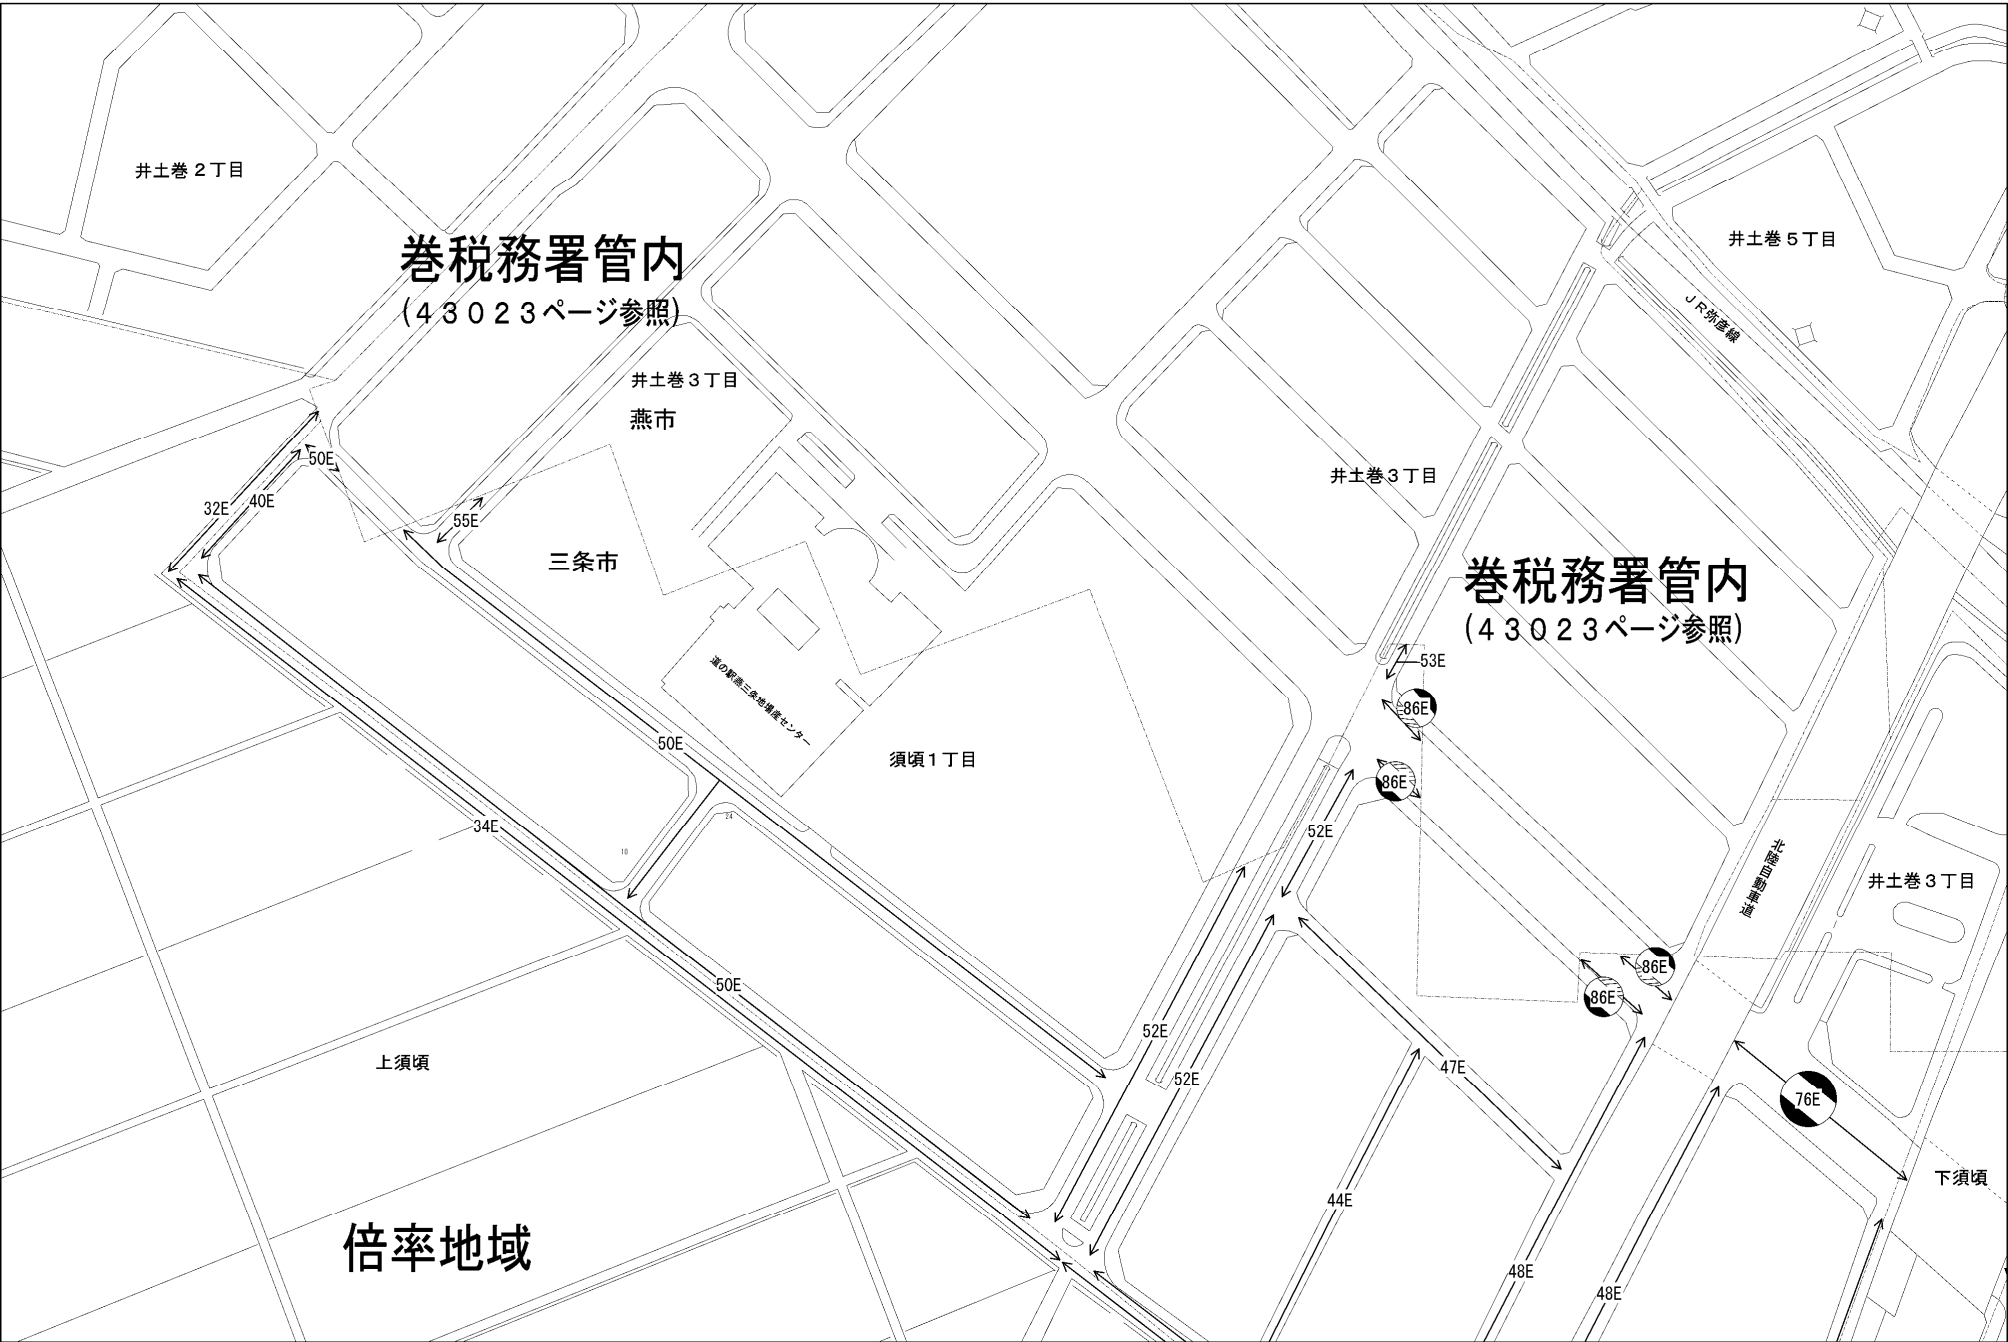 井土巻２丁目
巻税務署管内
(４３０２３ページ参照)
井土巻５丁目
ＪＲ弥彦線
井土巻３丁目
燕市
50E
32E
40E
55E
三条市
井土巻３丁目
巻税務署管内
(４３０２３ページ参照)
53E
86E
道の駅燕三条地場産センター
50E
須頃１丁目
86E
52E
34E
24
10
北陸自動車道
井土巻３丁目
86E
86E
50E
52E
52E
47E
上須頃
76E
下須頃
44E
倍率地域
48E
48E